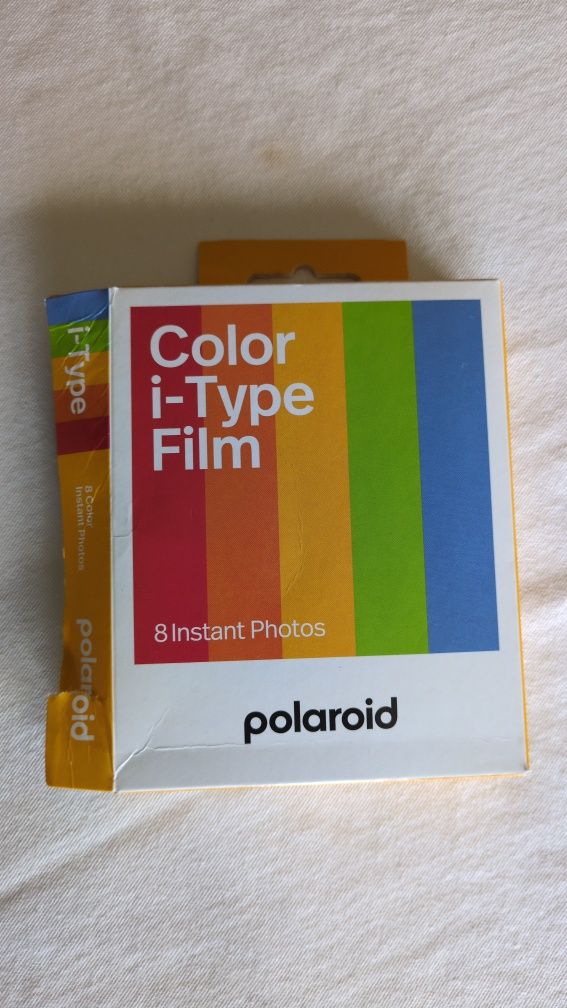 Color
i-Type
Film
8 Instant Photos
polaroid
i-Type
8 Color
Instant Photos
polaroid